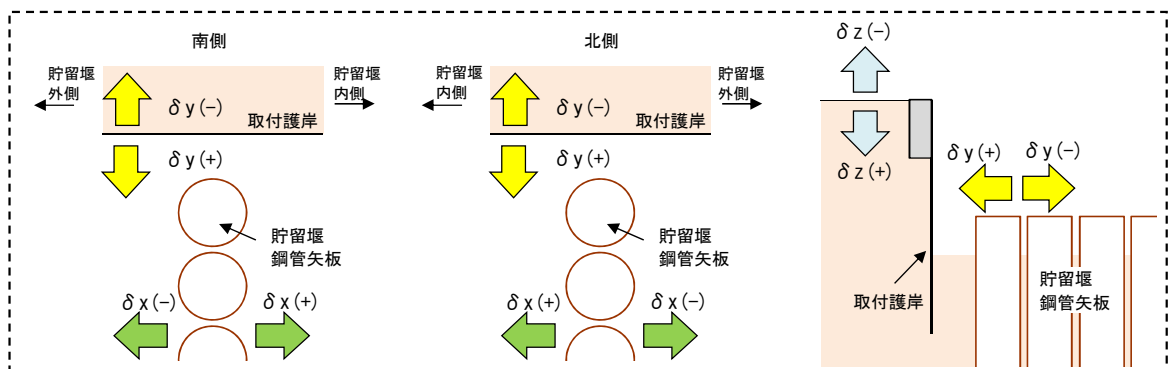 南側
貯留堰
外側
貯留堰
内側
δy(−)
取付護岸
δy(+)
貯留堰
鋼管矢板
δx(−)
δx(+)
北側
貯留堰
内側
貯留堰
外側
δy(−)
取付護岸
δy(+)
貯留堰
鋼管矢板
δx(+)
δx(−)
δz(−)
δz(+)
δy(+)
δy(−)
取付護岸
貯留堰
鋼管矢板